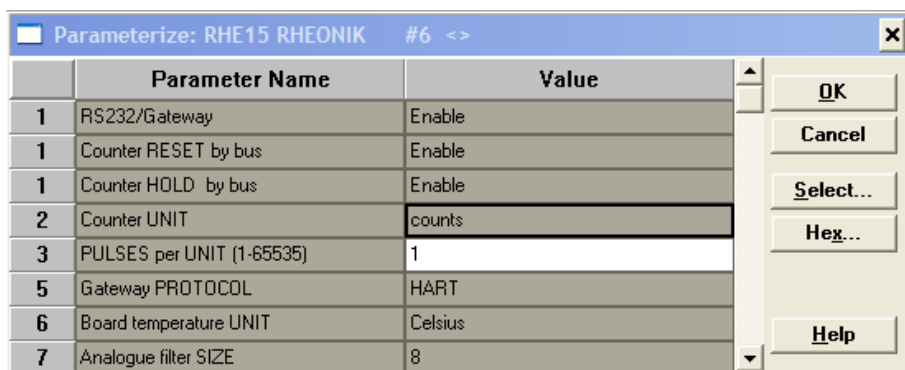 Parameterize: RHE15 RHEONIK #6 <>
Parameter Name Value
1 RS232/Gateway Enable
1 Counter RESET by bus Enable
1 Counter HOLD by bus Enable
2 Counter UNIT counts
3 PULSES per UNIT (1-65535) 1
5 Gateway PROTOCOL HART
6 Board temperature UNIT Celsius
7 Analogue filter SIZE 8
OK
Cancel
Select...
Hex...
Help